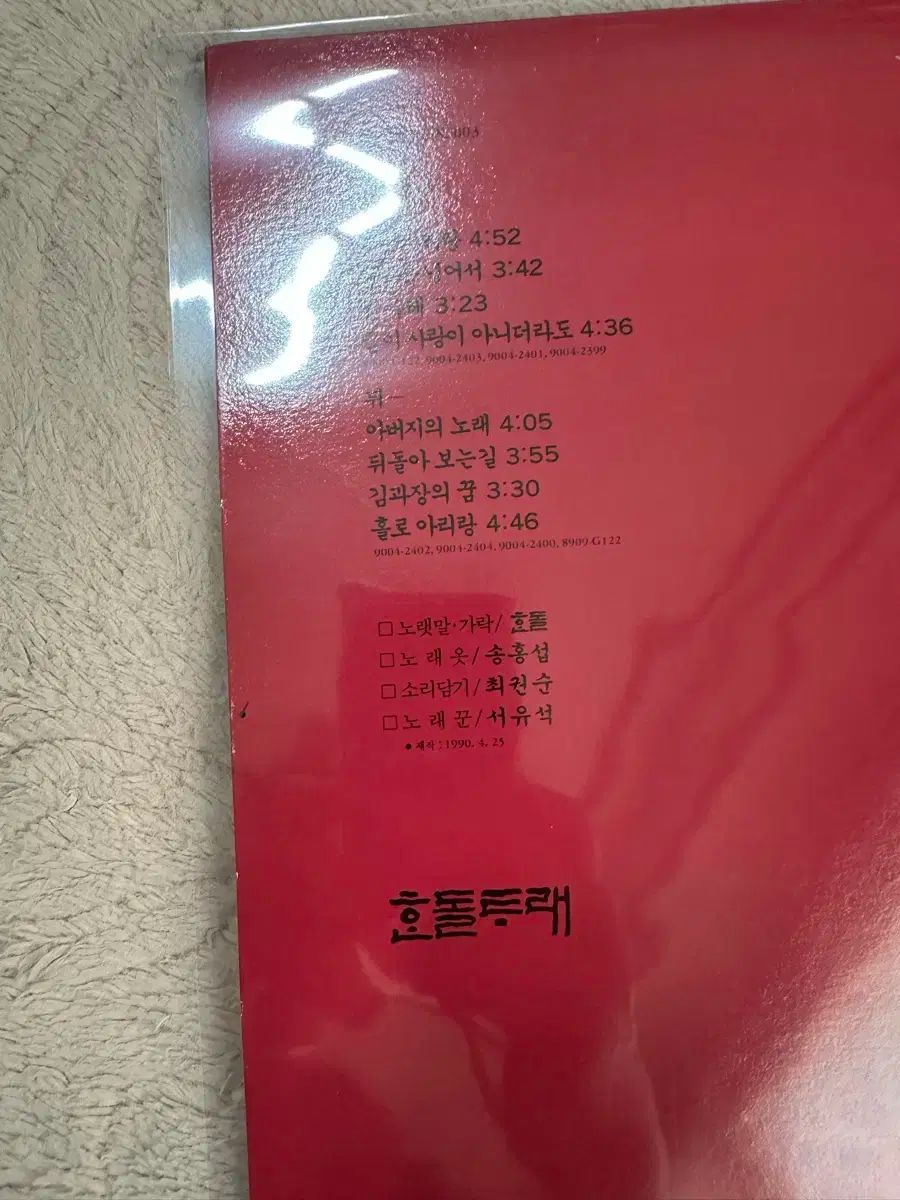 003
4:52
넘어서 3:42
3:23
사랑이 아니더라도 4:36
9004-2403, 9004-2401, 9004-2399
뒤—
아버지의 노래 4:05
뒤돌아 보는길 3:55
김과장의 꿈 3:30
홀로 아리랑 4:46
9004-2402, 9004-2404, 9004-2400, 8909-G122
□ 노랫말·가락/ 한돌
□ 노 래 옷/ 송홍섭
□ 소리담기/ 최권순
□ 노 래 꾼/ 서유석
● 제작 : 1990. 4. 25
한돌두래